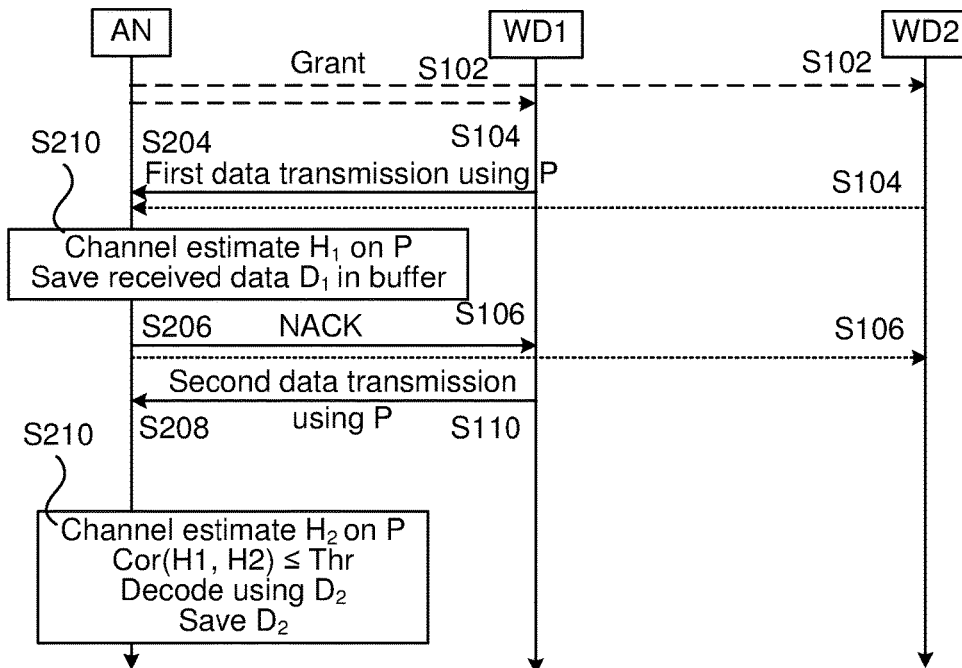 AN
WD1
WD2
Grant
S102
S102
S210
S204
S104
First data transmission using P
S104
Channel estimate H₁ on P
Save received data D₁ in buffer
S206
NACK
S106
S106
Second data transmission
using P
S210
S208
S110
Channel estimate H₂ on P
Cor(H1, H2) ≤ Thr
Decode using D₂
Save D₂